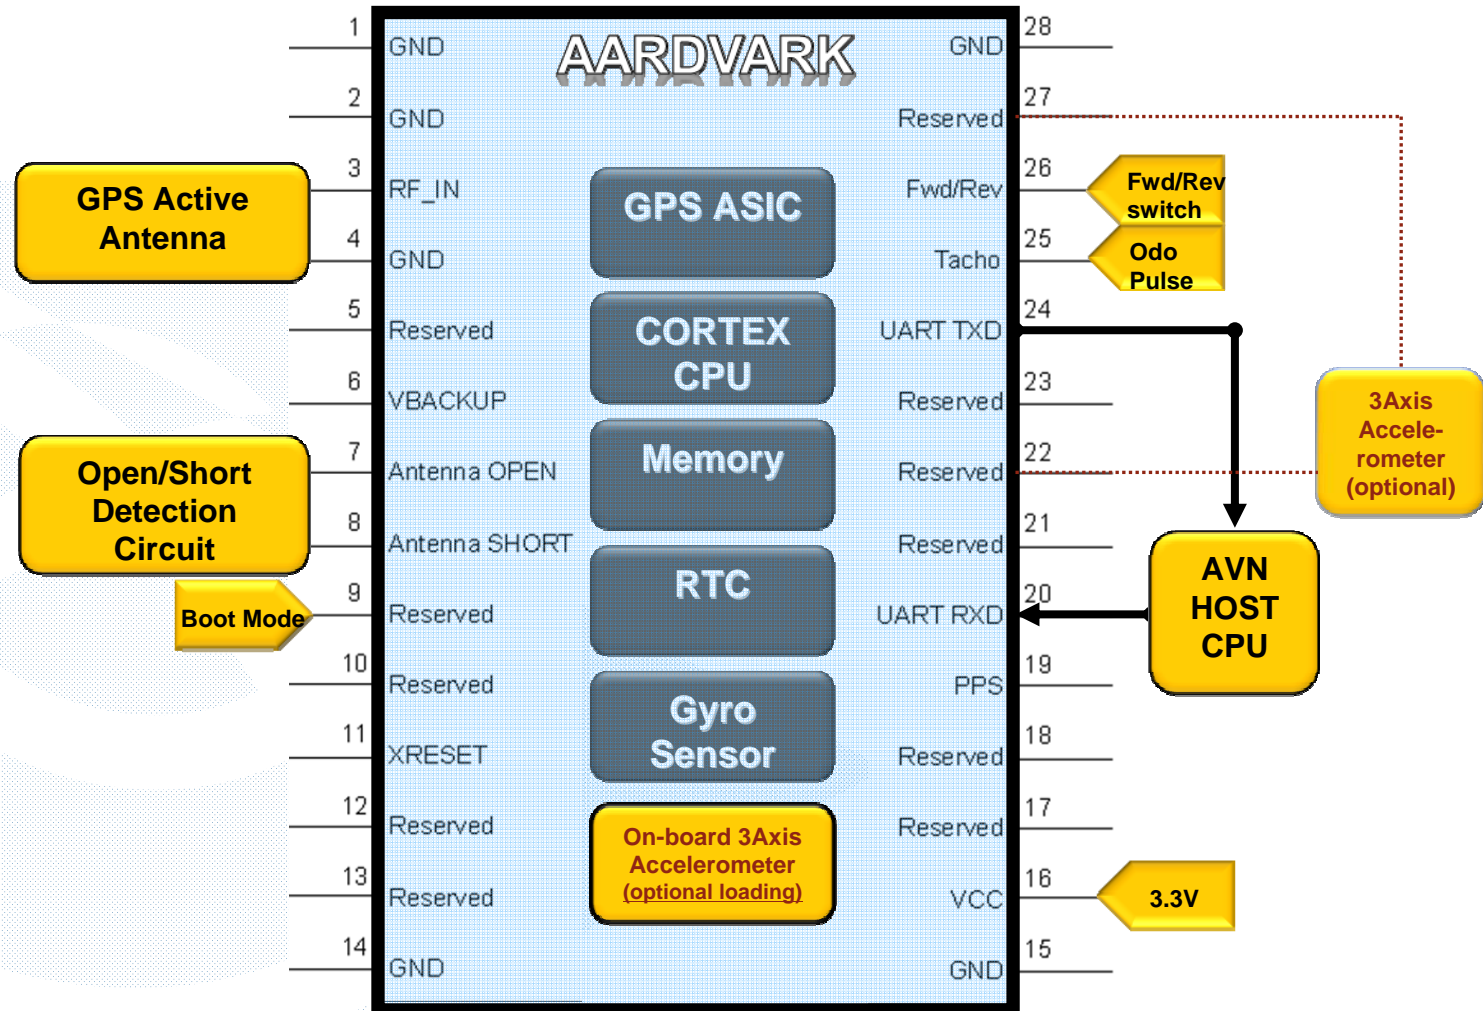 AARDVARK
1
GND
2
GND
3
RF_IN
4
GND
5
Reserved
6
VBACKUP
7
Antenna OPEN
8
Antenna SHORT
9
Reserved
10
Reserved
11
XRESET
12
Reserved
13
Reserved
14
GND
GPS Active
Antenna
Open/Short
Detection
Circuit
Boot Mode
GPS ASIC
CORTEX
CPU
Memory
RTC
Gyro
Sensor
On-board 3Axis
Accelerometer
(optional loading)
28
GND
27
Reserved
26
Fwd/Rev
25
Tacho
24
UART TXD
23
Reserved
22
Reserved
21
Reserved
20
UART RXD
19
PPS
18
Reserved
17
Reserved
16
VCC
15
GND
Fwd/Rev
switch
Odo
Pulse
3Axis
Accele-
rometer
(optional)
AVN
HOST
CPU
3.3V